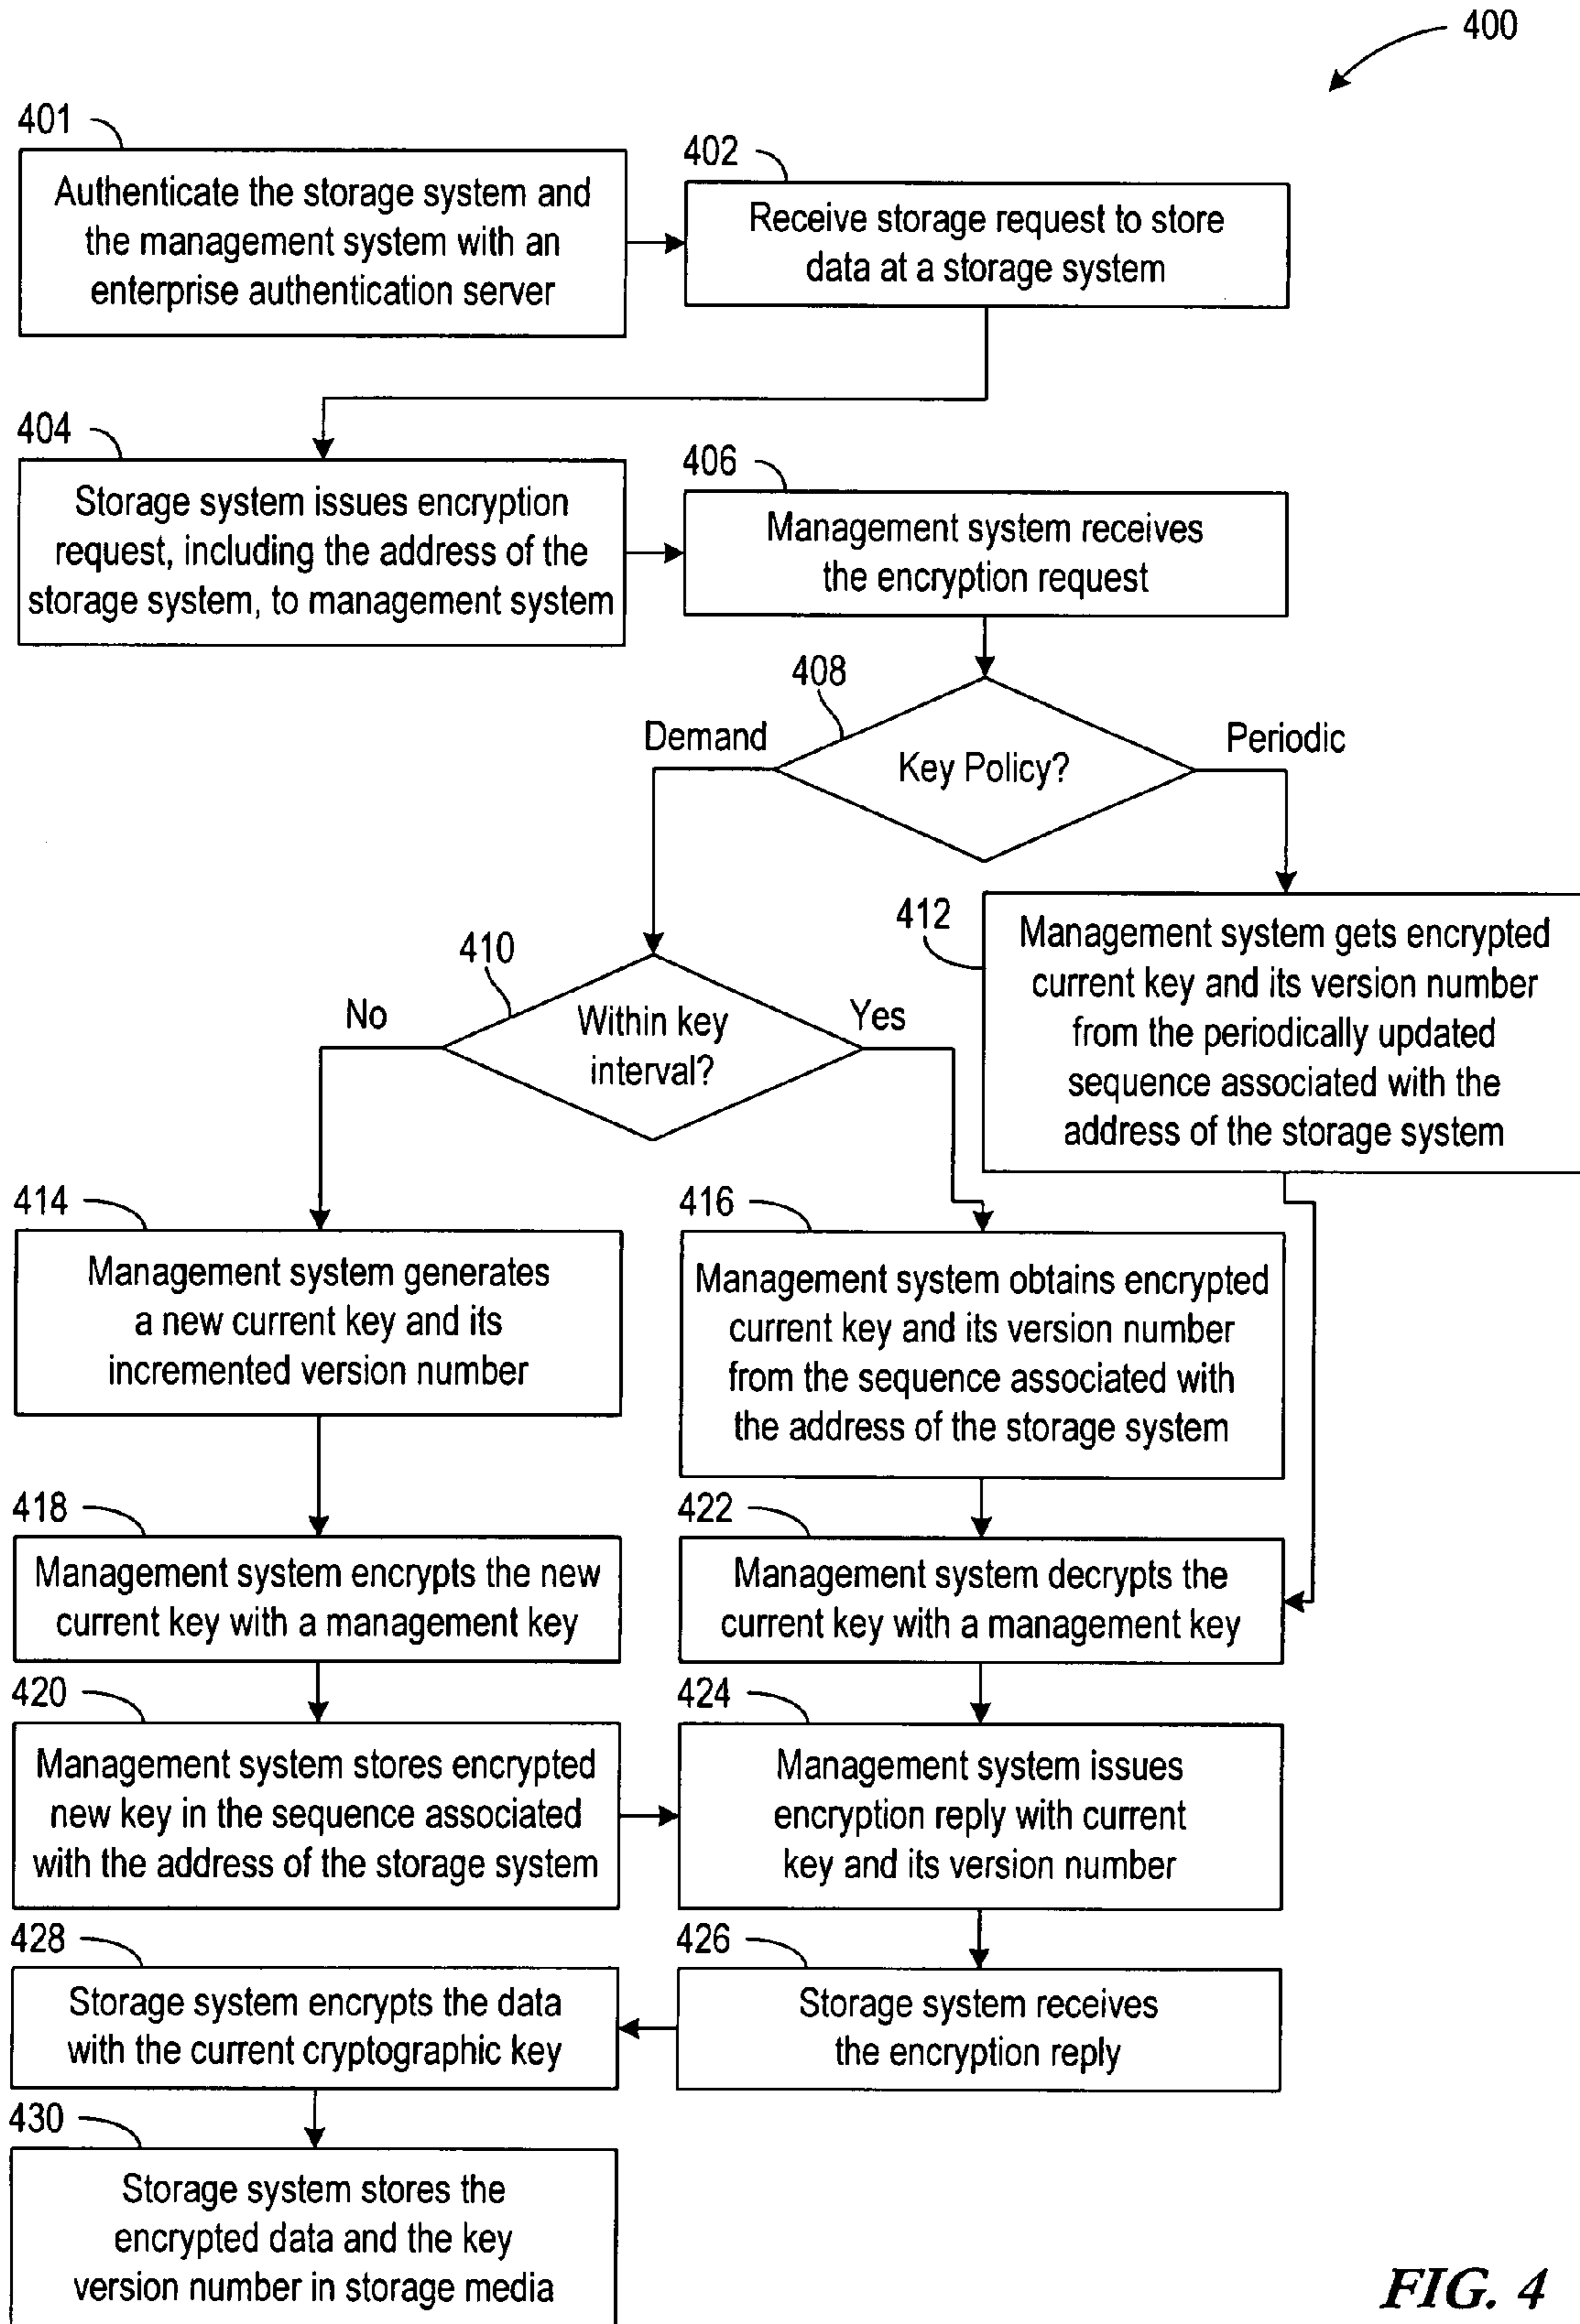 400
401
Authenticate the storage system and
the management system with an
enterprise authentication server
402
Receive storage request to store
data at a storage system
404
Storage system issues encryption
request, including the address of the
storage system, to management system
406
Management system receives
the encryption request
408
Key Policy?
Demand
Periodic
410
Within key
interval?
No
Yes
412
Management system gets encrypted
current key and its version number
from the periodically updated
sequence associated with the
address of the storage system
414
Management system generates
a new current key and its
incremented version number
416
Management system obtains encrypted
current key and its version number
from the sequence associated with
the address of the storage system
418
Management system encrypts the new
current key with a management key
422
Management system decrypts the
current key with a management key
420
Management system stores encrypted
new key in the sequence associated
with the address of the storage system
424
Management system issues
encryption reply with current
key and its version number
428
Storage system encrypts the data
with the current cryptographic key
426
Storage system receives
the encryption reply
430
Storage system stores the
encrypted data and the key
version number in storage media
FIG. 4